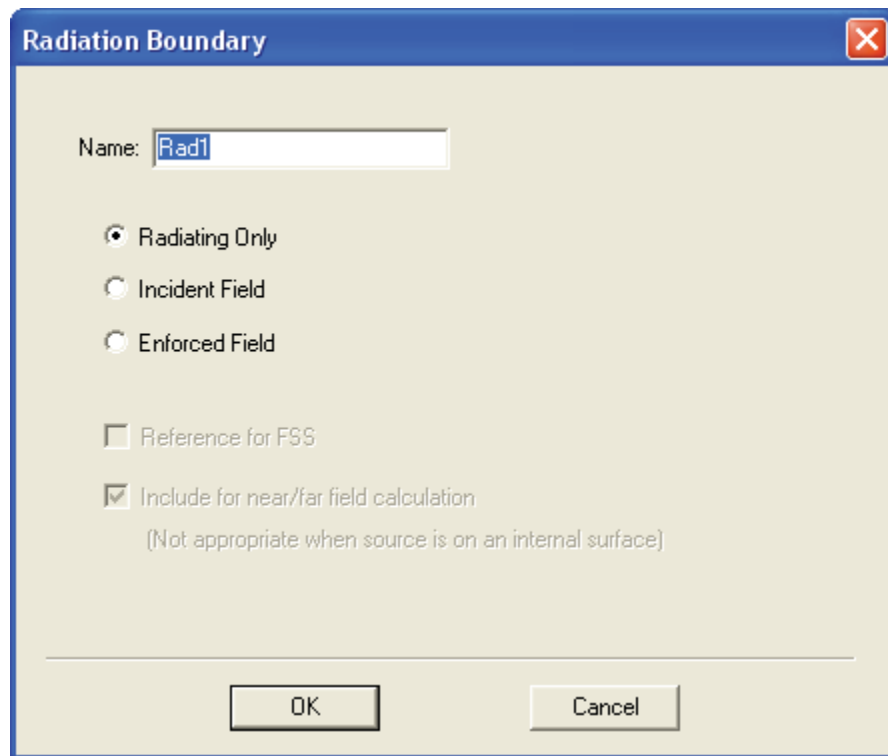 Radiation Boundary
Name: Rad1
Radiating Only
Incident Field
Enforced Field
Reference for FSS
Include for near/far field calculation
(Not appropriate when source is on an internal surface)
OK Cancel